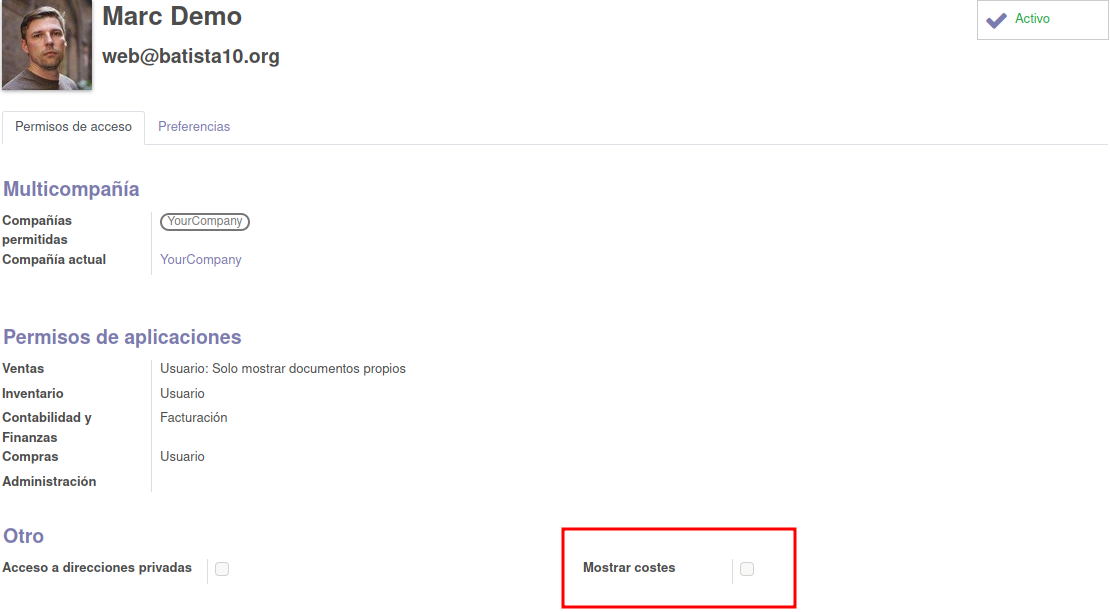 Marc Demo
Activo
web@batista10.org
Permisos de acceso Preferencias
Multicompañía
Compañías permitidas YourCompany
Compañía actual YourCompany
Permisos de aplicaciones
Ventas Usuario: Solo mostrar documentos propios
Inventario Usuario
Contabilidad y Finanzas Facturación
Compras Usuario
Administración
Otro
Acceso a direcciones privadas Mostrar costes